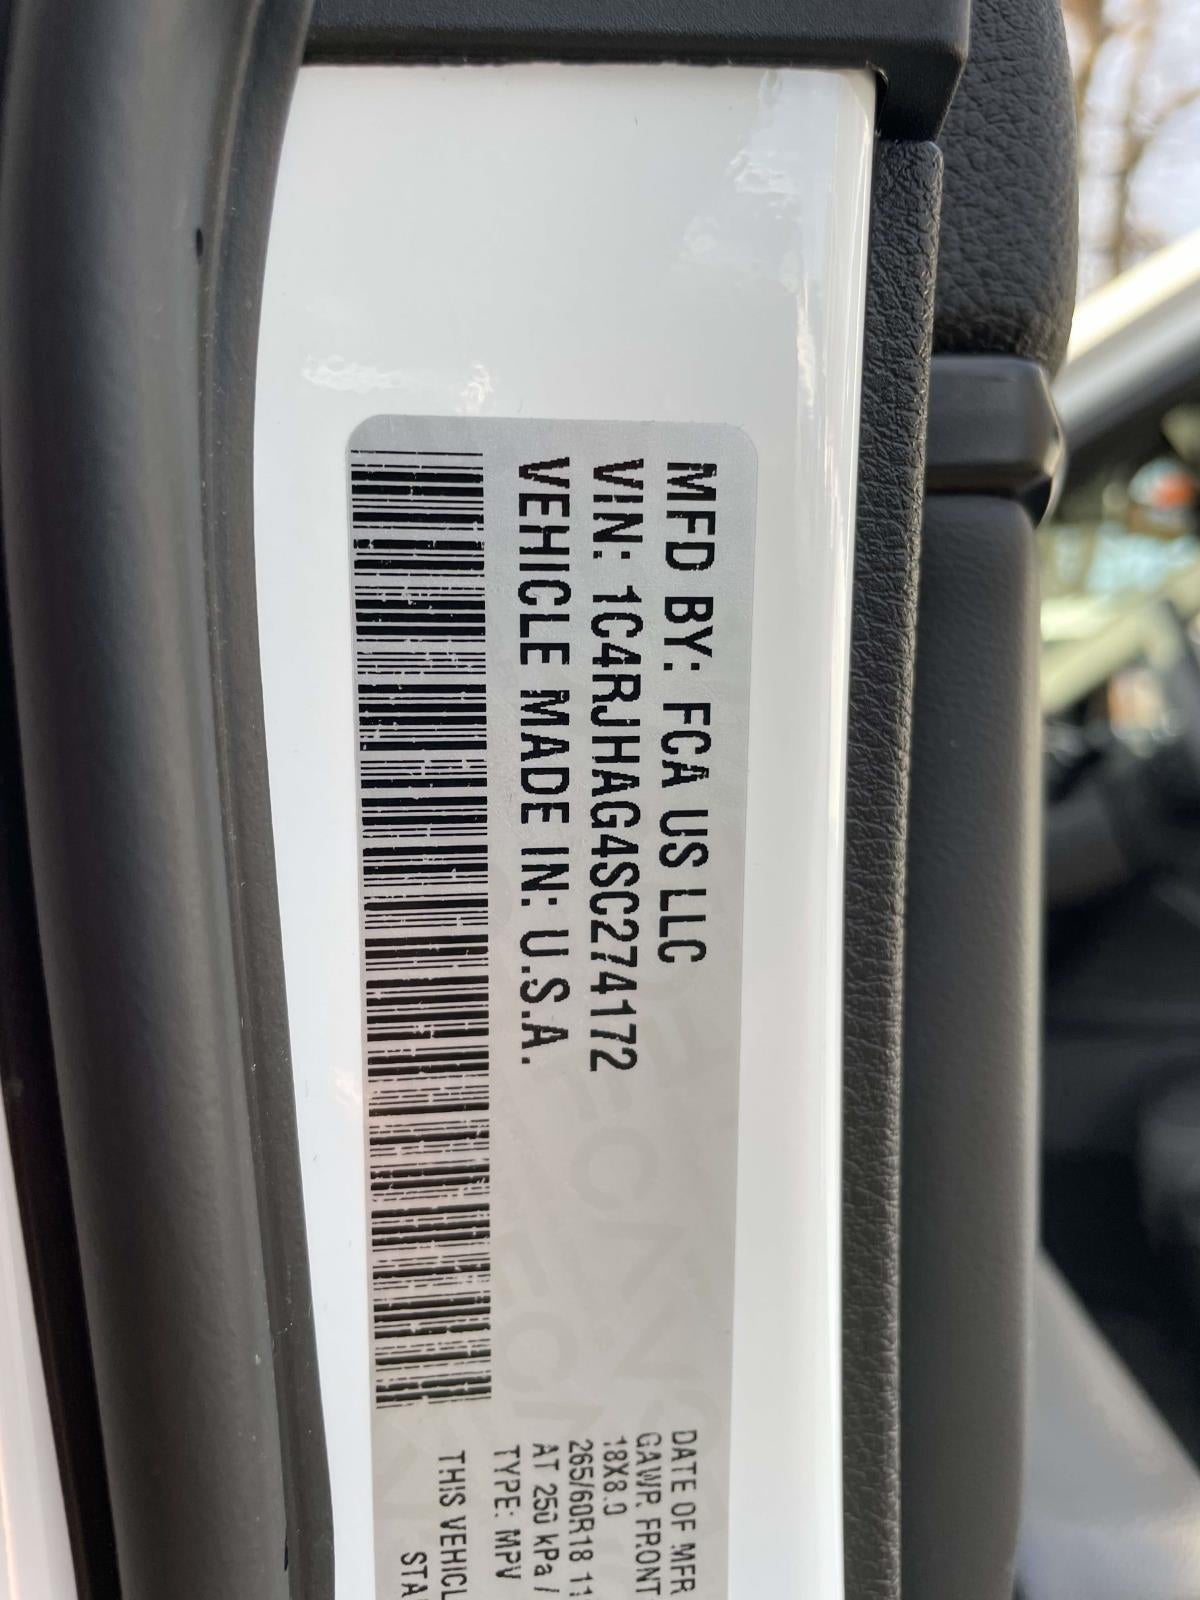 MFD BY: FCA US LLC
VIN: 1C4RJHAG4SC274172
VEHICLE MADE IN: U.S.A.
DATE OF MFR
GAWR FRONT
18X8.0
265/60R18 11
AT 250 kPa /
TYPE: MPV
THIS VEHICL
STA